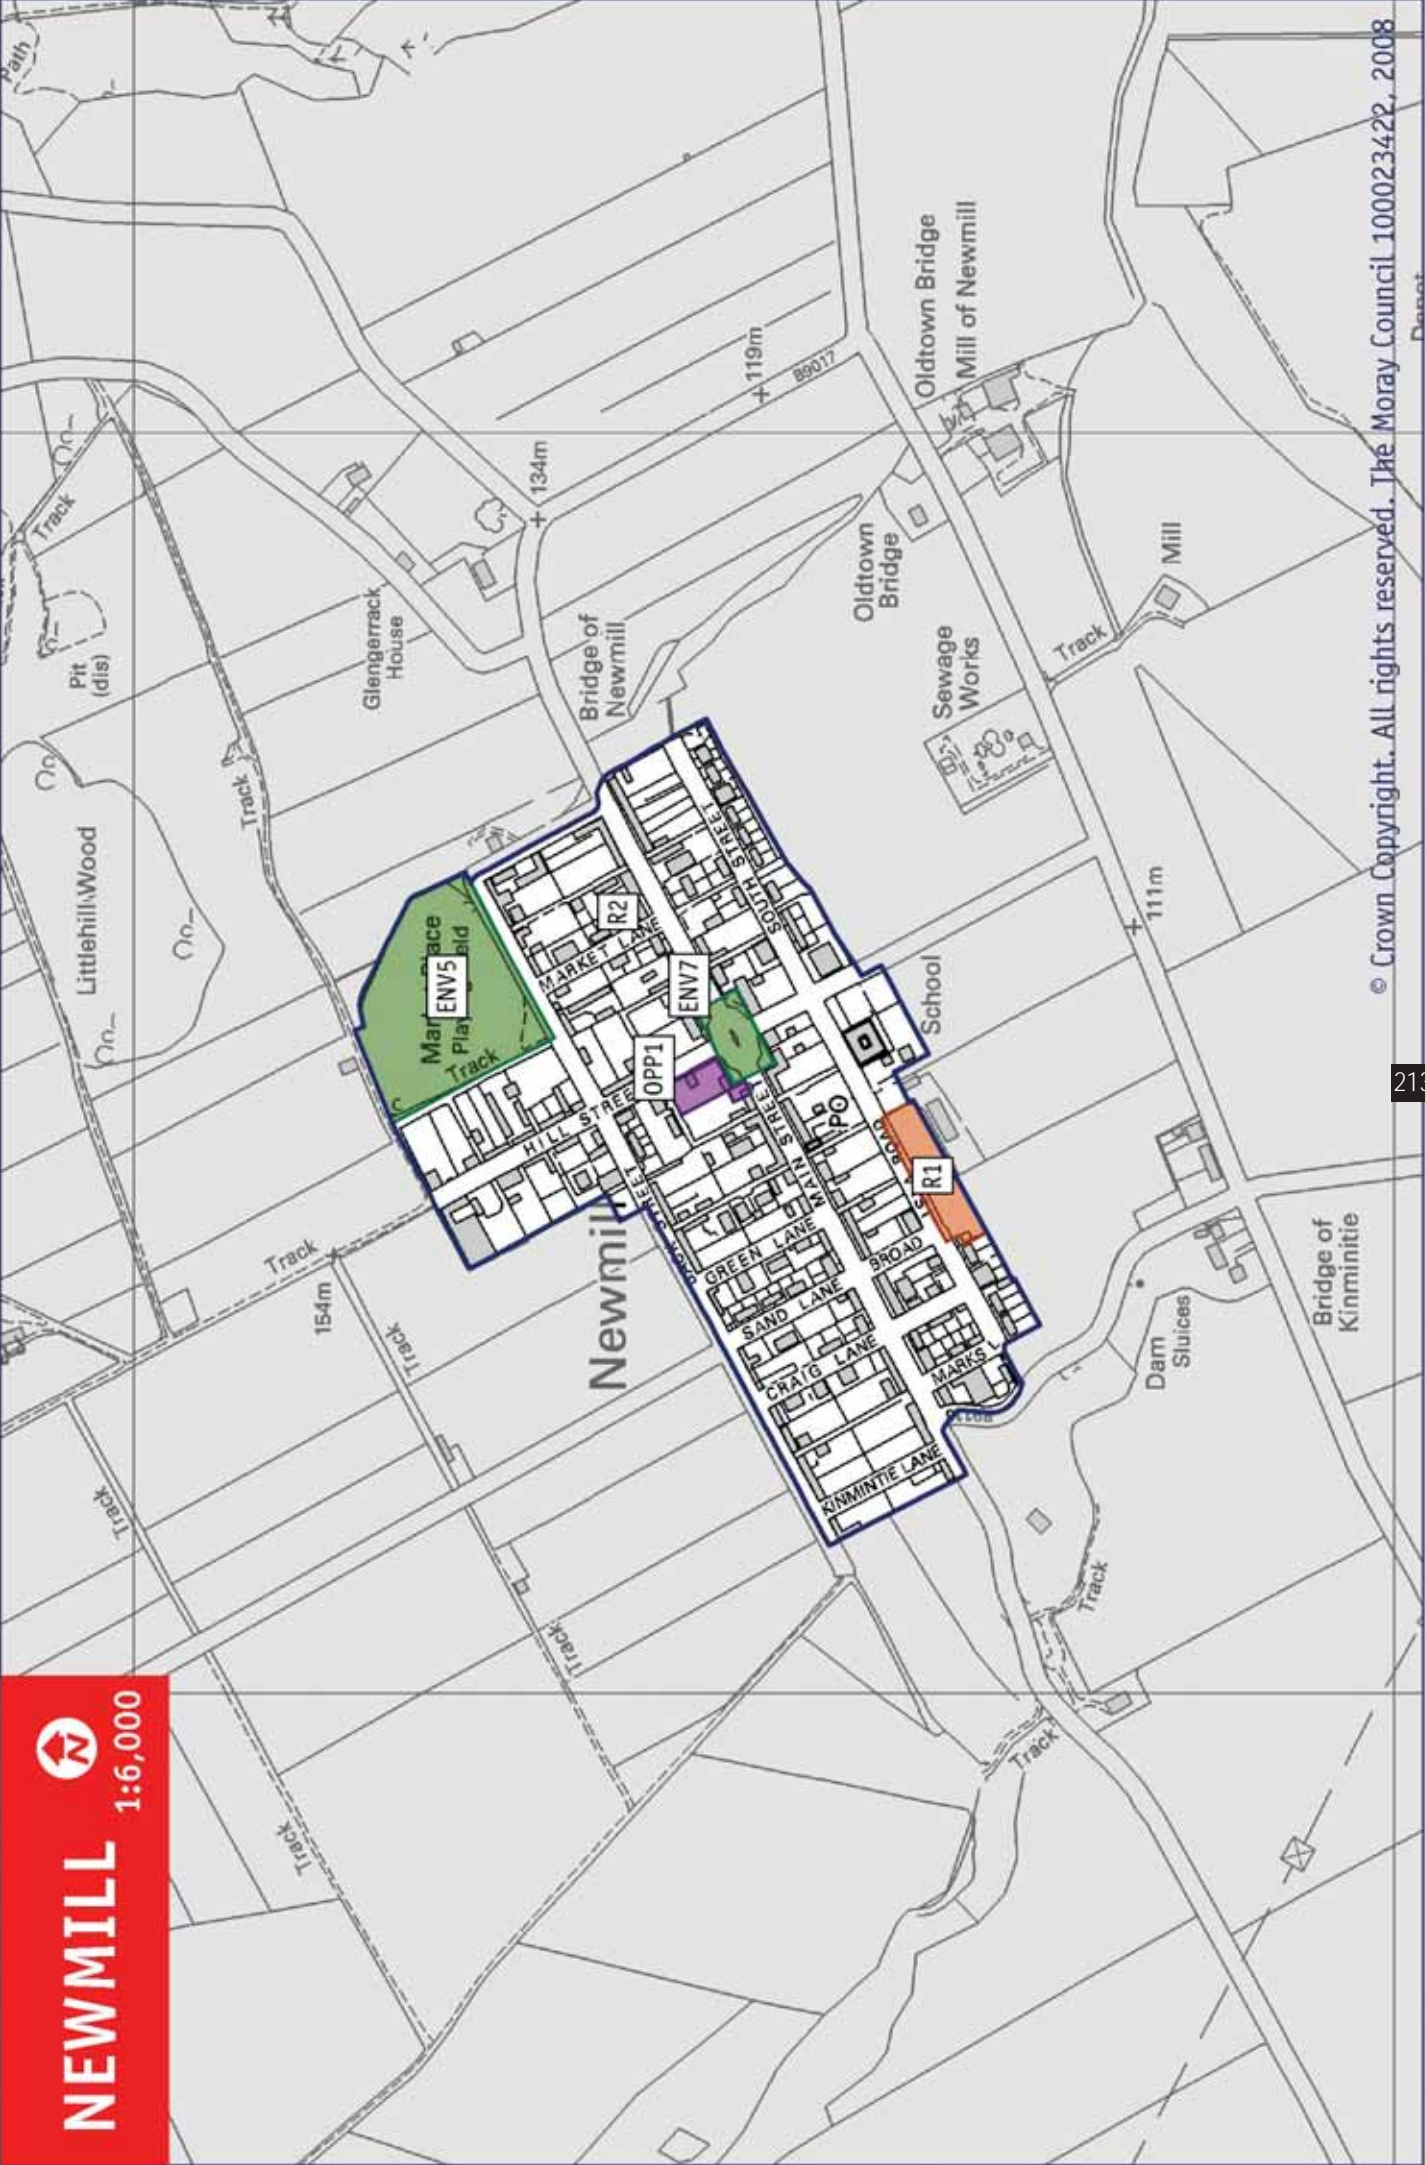 NEWMILL
1:6,000
Path
Track
Pit
(dis)
Littlehill Wood
Track
Glengerrack
House
134m
119m
B9017
Oldtown Bridge
Mill of Newmill
Bridge of
Newmill
Oldtown
Bridge
Mill
Track
Sewage
Works
111m
School
ENV5
Track
R2
MARKET LANE
SOUTH STREET
ENV7
OPP1
HILL STREET
MAIN STREET
PO
R1
ROAD
BROAD
GREEN LANE
SAND LANE
CRAIG LANE
MARKS L
KINMINTIE LANE
Newmill
154m
Track
Track
Track
Track
Track
Track
Track
Dam
Sluices
Bridge of
Kinminitie
213
© Crown Copyright. All rights reserved. The Moray Council 100023422, 2008